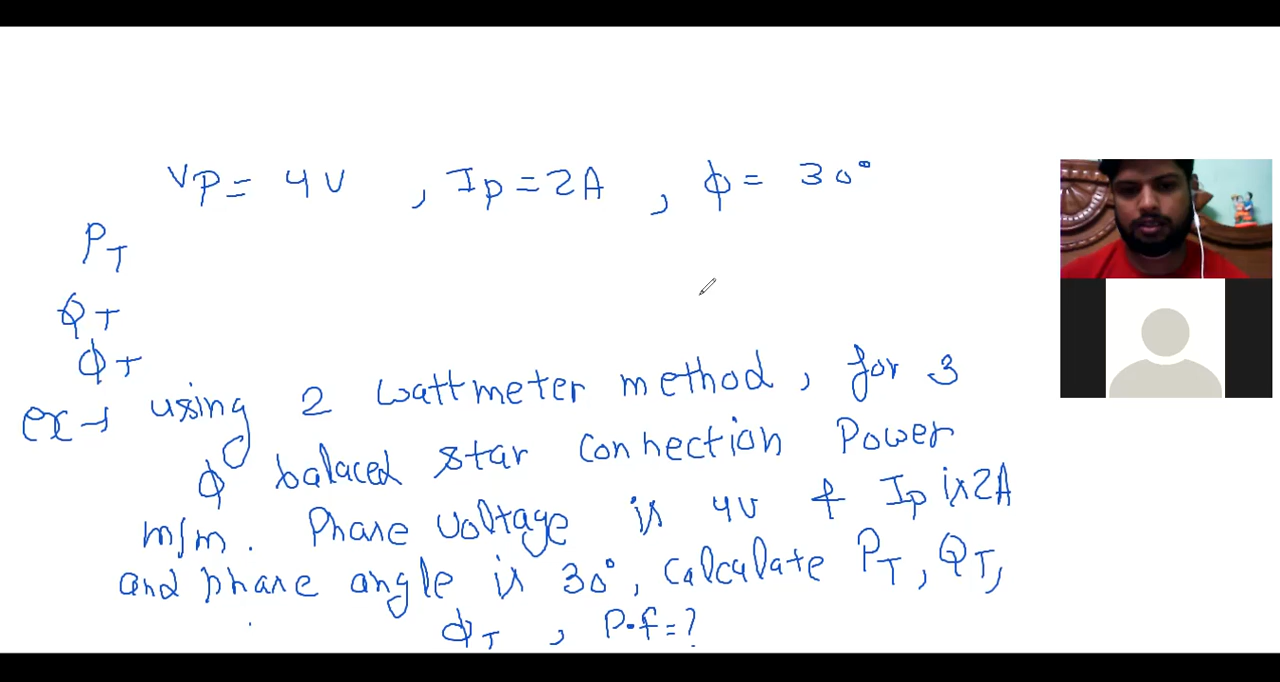 VP = 4V , Ip = 2A , ϕ = 30°
PT
QT
ϕT
ex→ using 2 wattmeter method, for 3
ϕ balaced star connection Power
m/m. Phase voltage is 4V & Ip is 2A
and phase angle is 30°, calculate PT, QT,
ϕT , P.f = ?